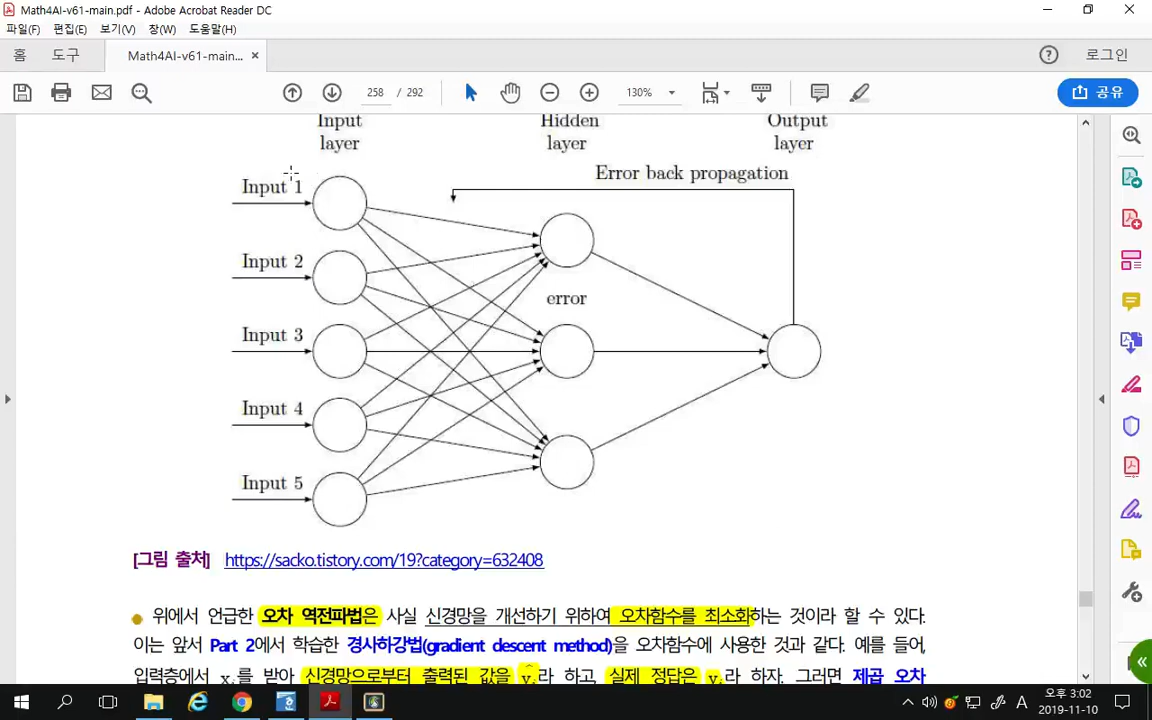 Math4AI-v61-main.pdf - Adobe Acrobat Reader DC
파일(F) 편집(E) 보기(V) 창(W) 도움말(H)
홈 도구 Math4AI-v61-main... × 로그인
258 / 292 130% 공유
Input Hidden Output
layer layer layer
Error back propagation
Input 1
Input 2
error
Input 3
Input 4
Input 5
[그림 출처] https://sacko.tistory.com/19?category=632408
위에서 언급한 오차 역전파법은 사실 신경망을 개선하기 위하여 오차함수를 최소화하는 것이라 할 수 있다.
이는 앞서 Part 2에서 학습한 경사하강법(gradient descent method)을 오차함수에 사용한 것과 같다. 예를 들어,
입력층에서 xᵢ를 받아 신경망으로부터 출력된 값을 ŷᵢ라 하고, 실제 정답은 yᵢ라 하자. 그러면 제곱 오차
A 오후 3:02
2019-11-10